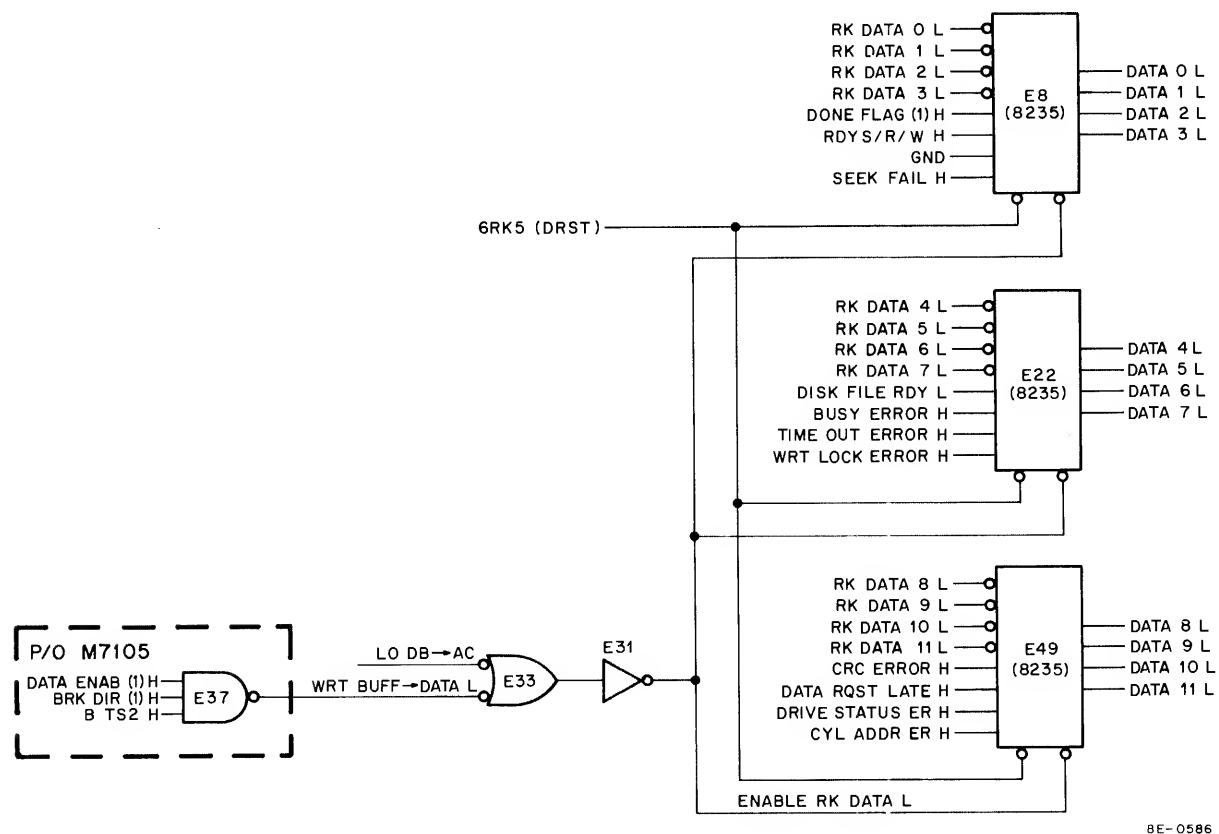 RK DATA 0 L
RK DATA 1 L
RK DATA 2 L
RK DATA 3 L
DONE FLAG (1) H
RDY S/R/W H
GND
SEEK FAIL H
E8
(8235)
DATA 0 L
DATA 1 L
DATA 2 L
DATA 3 L
6RK5 (DRST)
RK DATA 4 L
RK DATA 5 L
RK DATA 6 L
RK DATA 7 L
DISK FILE RDY L
BUSY ERROR H
TIME OUT ERROR H
WRT LOCK ERROR H
E22
(8235)
DATA 4 L
DATA 5 L
DATA 6 L
DATA 7 L
RK DATA 8 L
RK DATA 9 L
RK DATA 10 L
RK DATA 11 L
CRC ERROR H
DATA RQST LATE H
DRIVE STATUS ER H
CYL ADDR ER H
E49
(8235)
DATA 8 L
DATA 9 L
DATA 10 L
DATA 11 L
P/O M7105
DATA ENAB (1) H
BRK DIR (1) H
B TS2 H
E37
LO DB→AC
WRT BUFF→DATA L
E33
E31
ENABLE RK DATA L
8E-0586